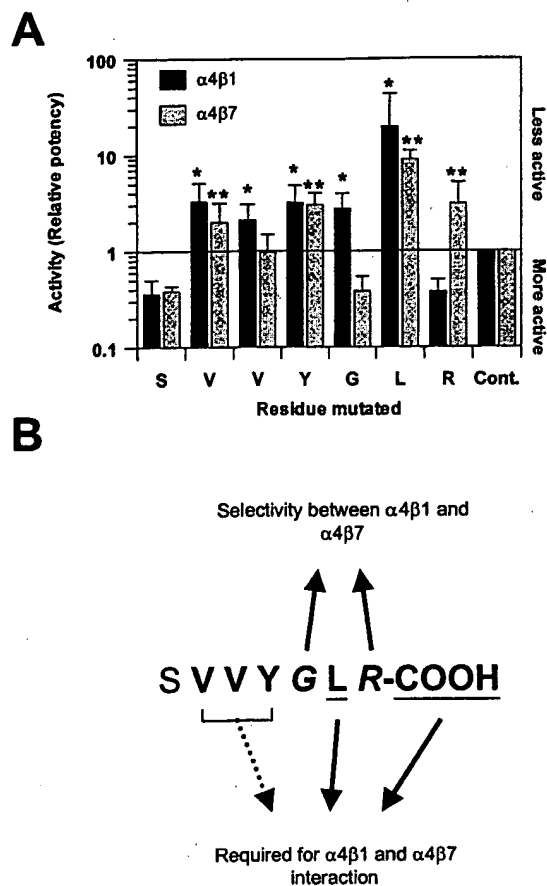 A
100
10
1
0.1
Activity (Relative potency)
α4β1
α4β7
*
**
*
*
**
*
*
**
**
Less active
More active
S V V Y G L R Cont.
Residue mutated
B
Selectivity between α4β1 and
α4β7
S V V Y G L R-COOH
Required for α4β1 and α4β7
interaction